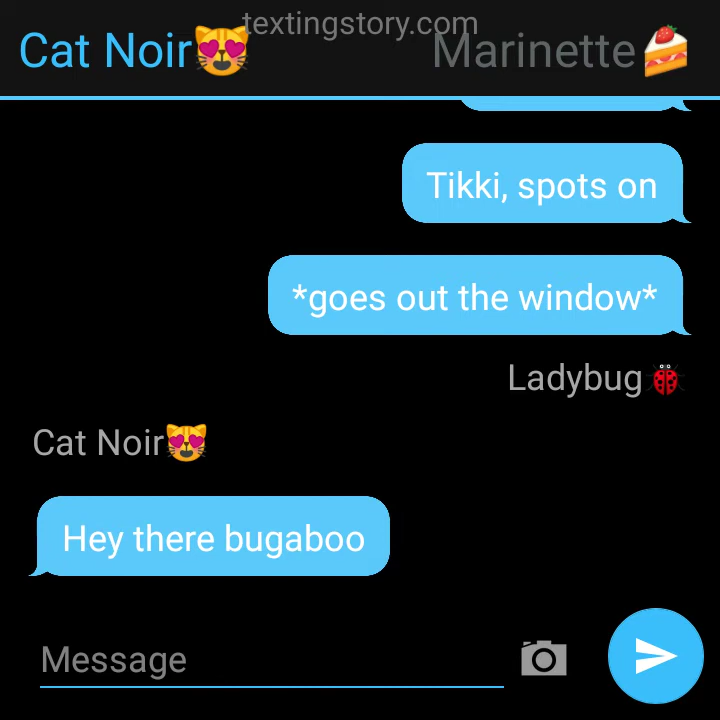 textingstory.com
Cat Noir😻 Marinette🍰
Tikki, spots on
*goes out the window*
Ladybug🐞
Cat Noir😻
Hey there bugaboo
Message